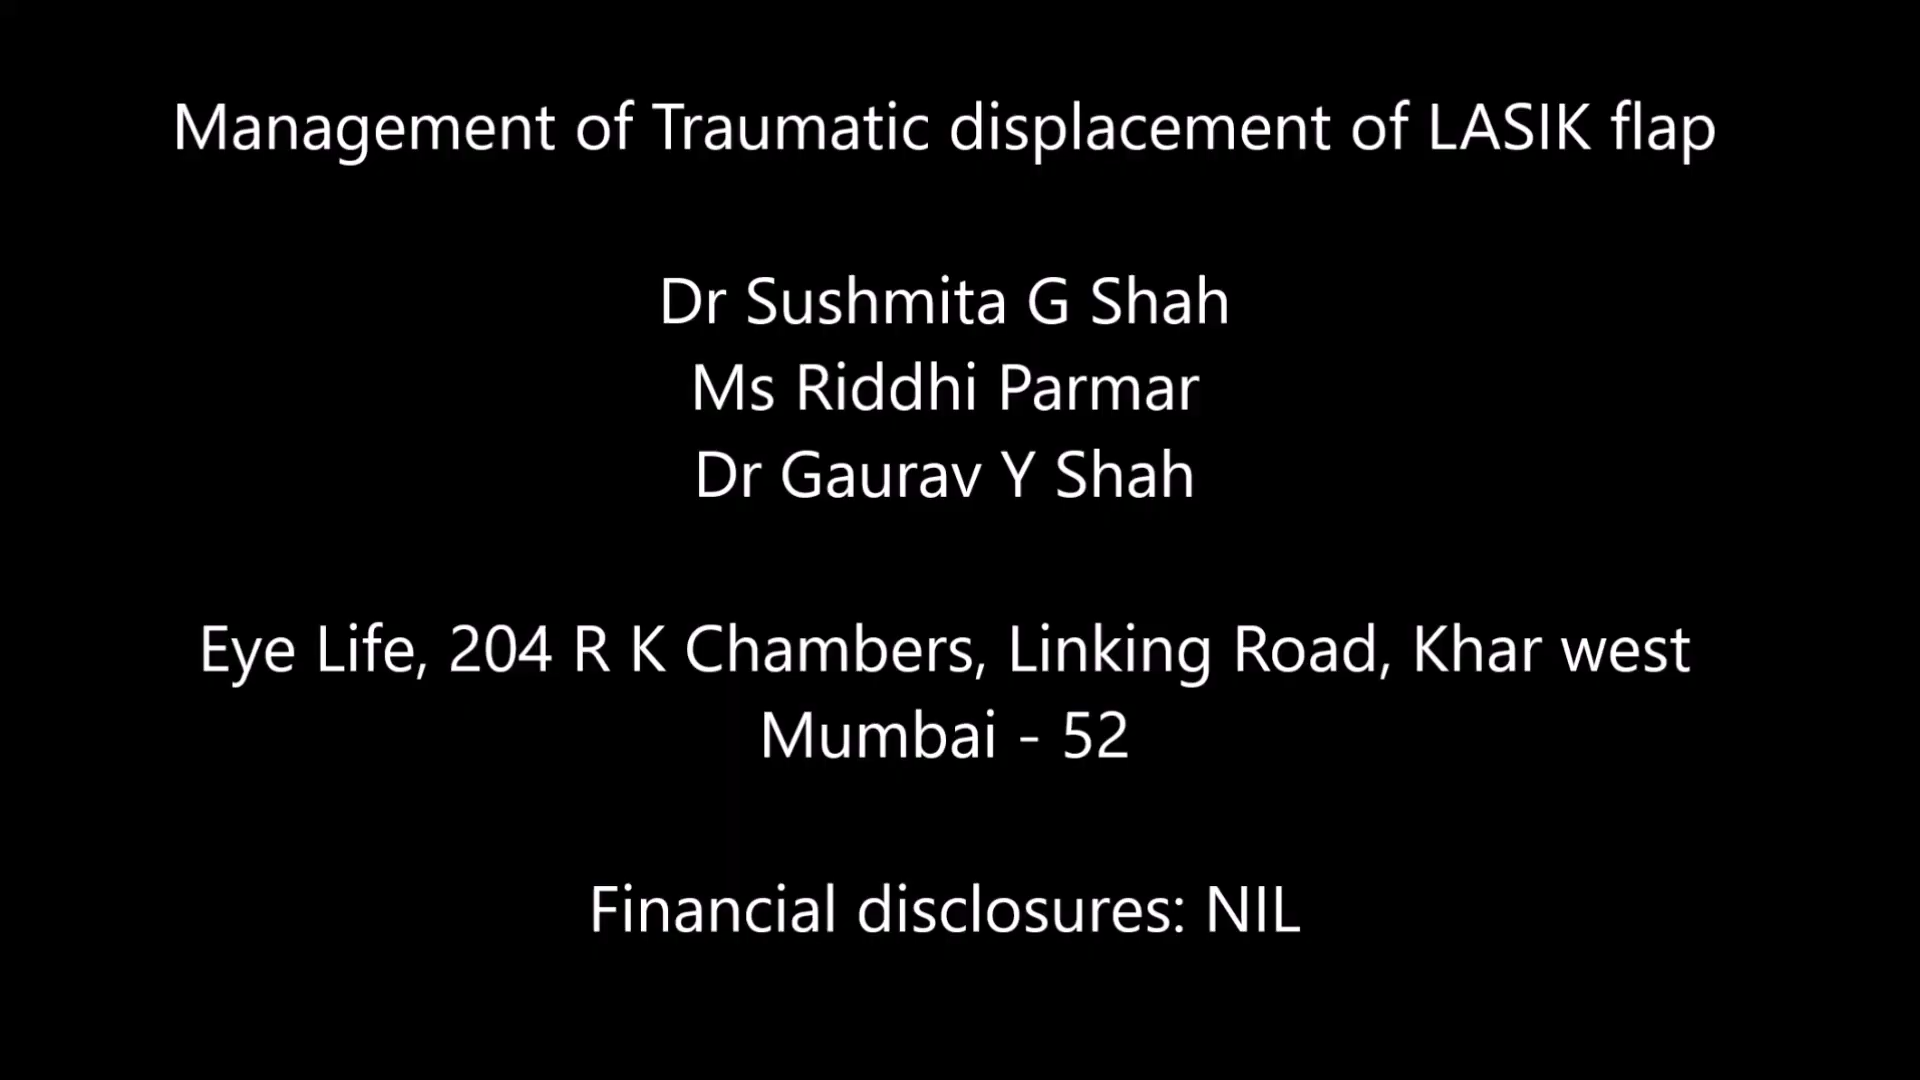 Management of Traumatic displacement of LASIK flap
Dr Sushmita G Shah
Ms Riddhi Parmar
Dr Gaurav Y Shah
Eye Life, 204 R K Chambers, Linking Road, Khar west
Mumbai - 52
Financial disclosures: NIL